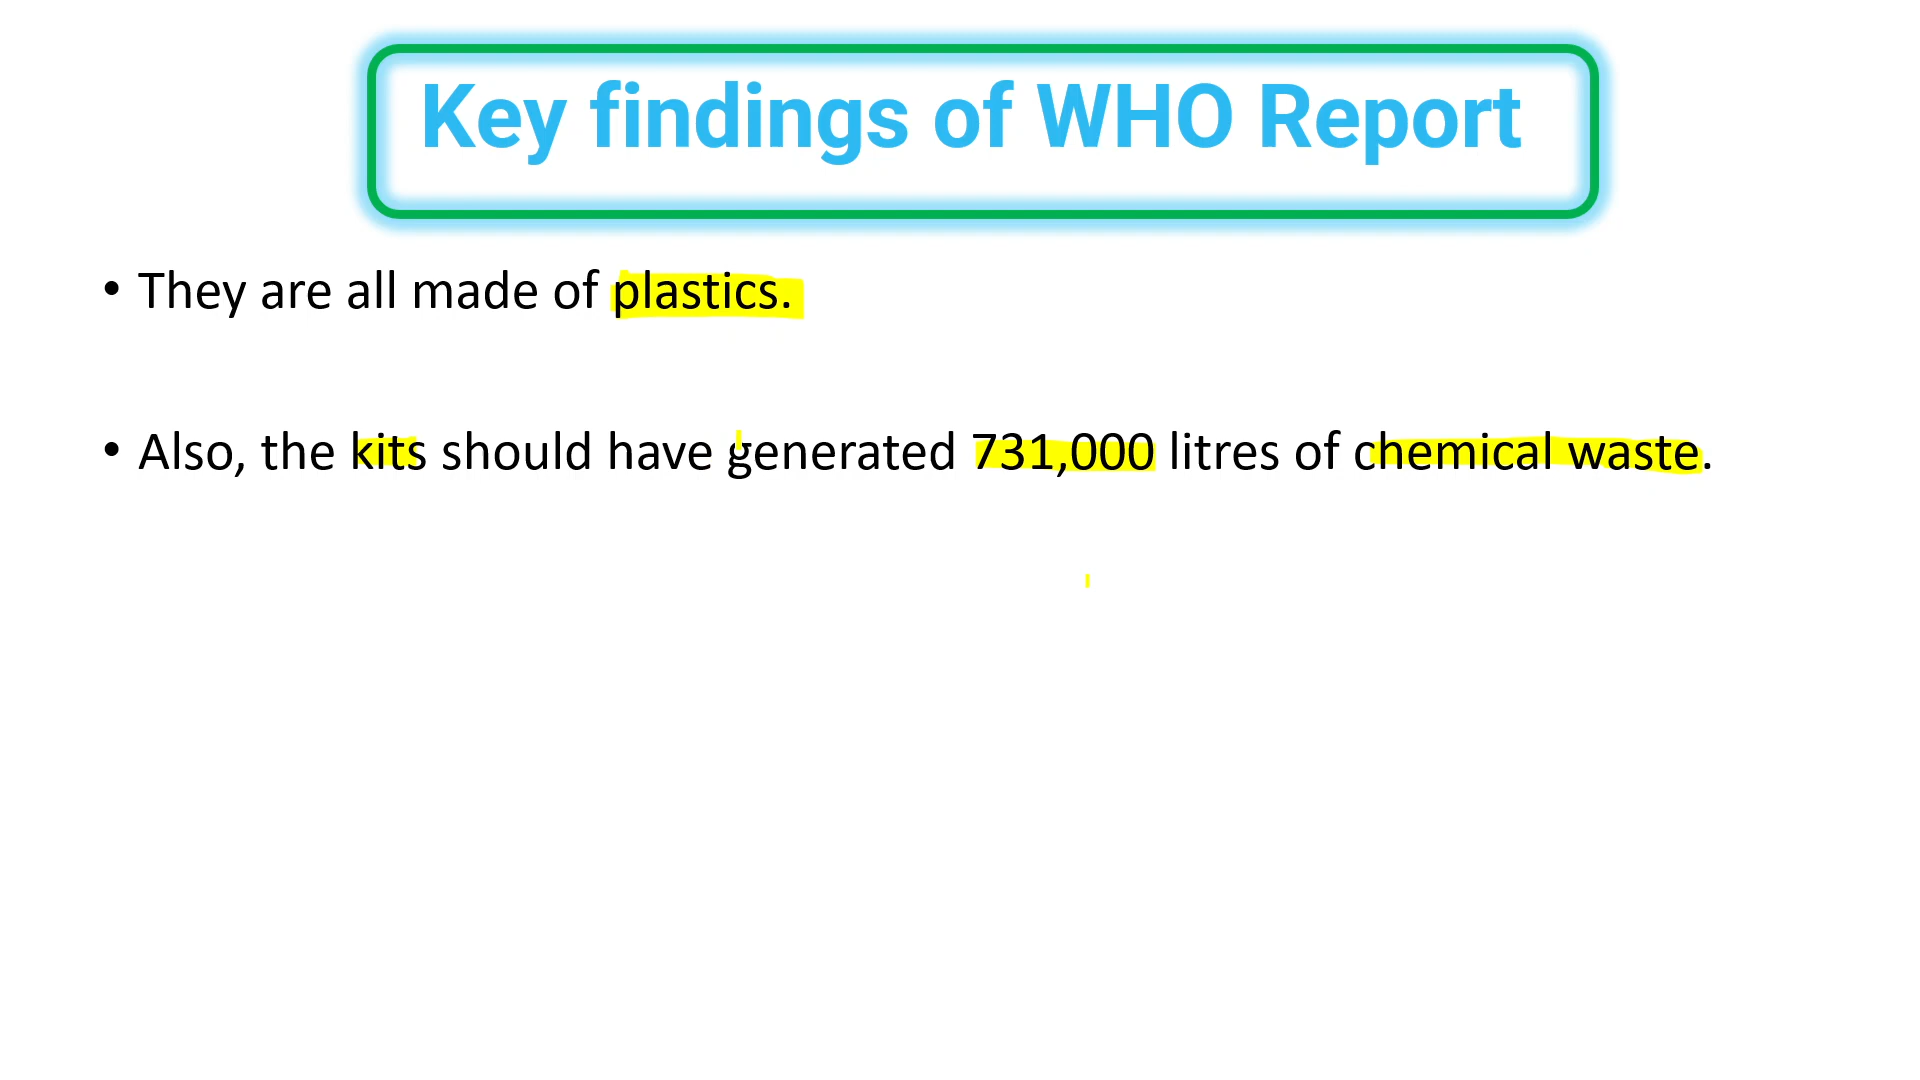 Key findings of WHO Report
• They are all made of plastics.
• Also, the kits should have generated 731,000 litres of chemical waste.